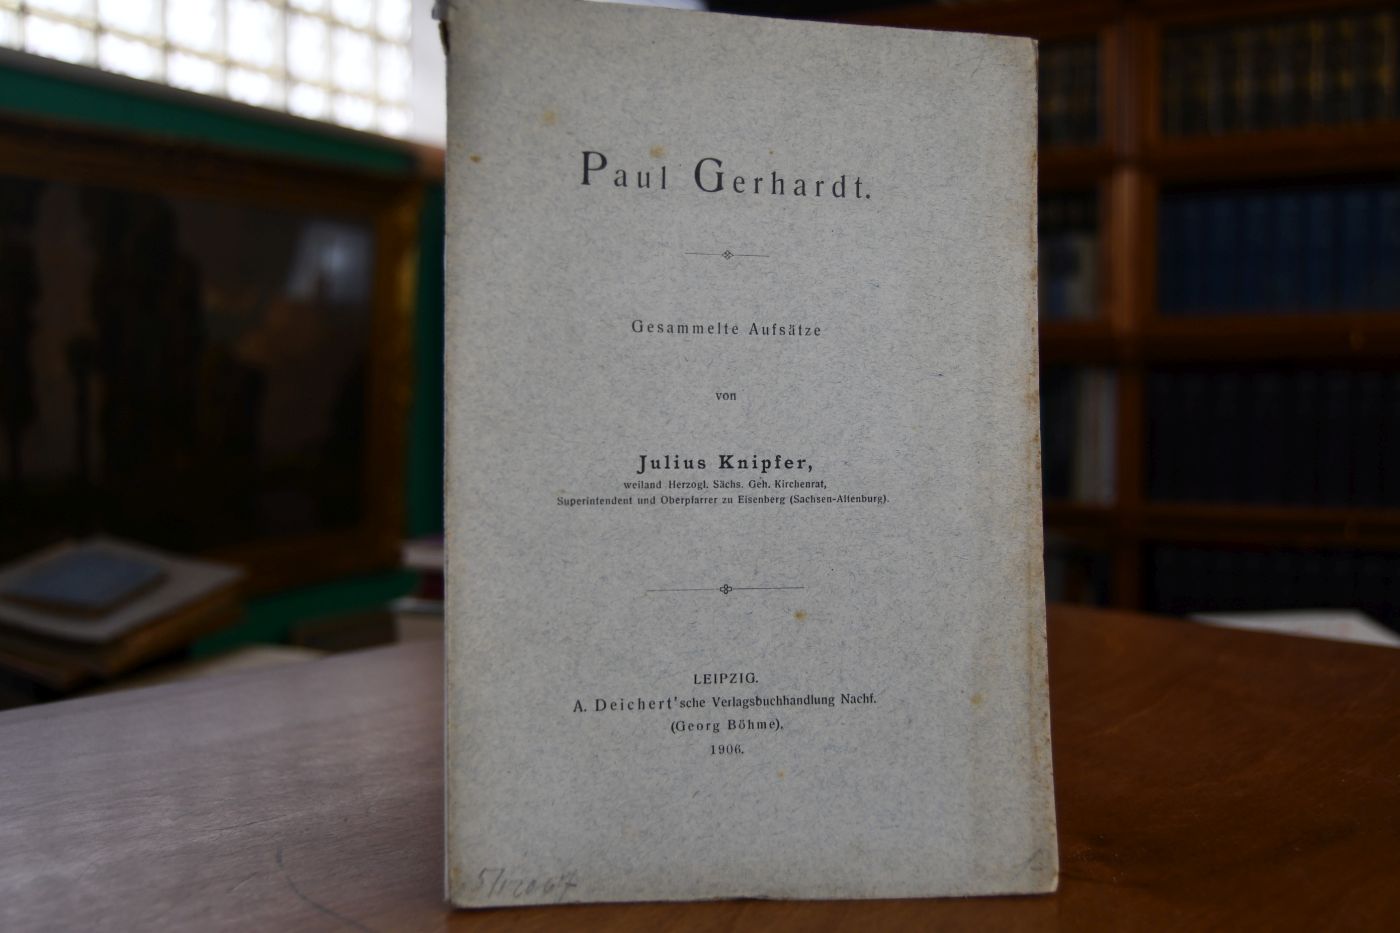 Paul Gerhardt.
Gesammelte Aufsätze
von
Julius Knipfer,
weiland Herzogl. Sächs. Geh. Kirchenrat,
Superintendent und Oberpfarrer zu Eisenberg (Sachsen-Altenburg).
LEIPZIG.
A. Deichert'sche Verlagsbuchhandlung Nachf.
(Georg Böhme).
1906.